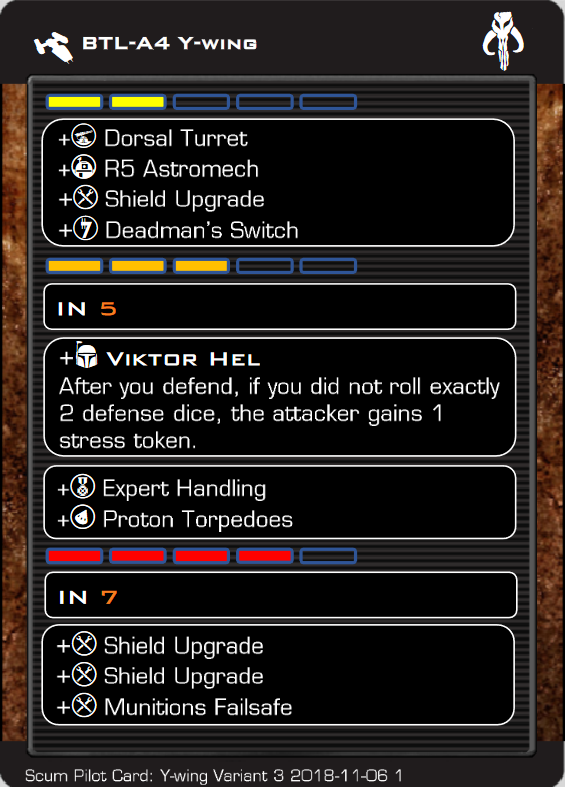 BTL-A4 Y-wing
+ Dorsal Turret
+ R5 Astromech
+ Shield Upgrade
+ Deadman's Switch
IN 5
+ Viktor Hel
After you defend, if you did not roll exactly
2 defense dice, the attacker gains 1
stress token.
+ Expert Handling
+ Proton Torpedoes
IN 7
+ Shield Upgrade
+ Shield Upgrade
+ Munitions Failsafe
Scum Pilot Card: Y-wing Variant 3 2018-11-06 1